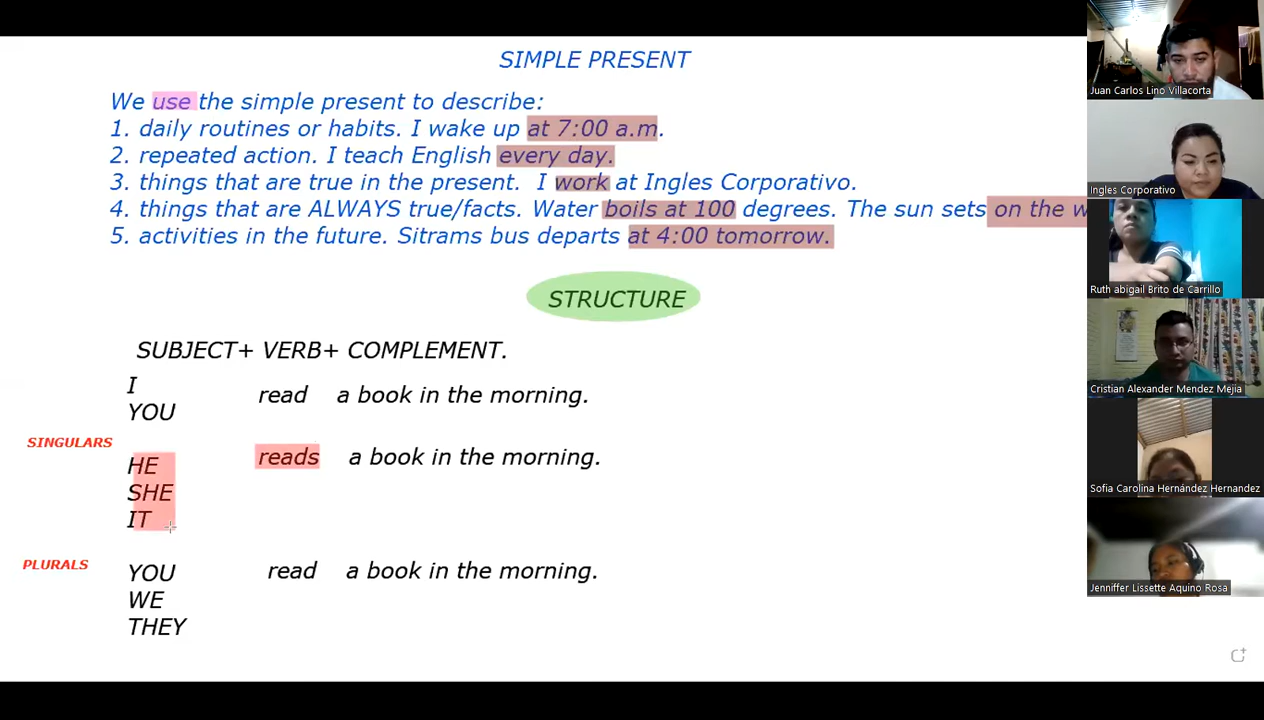 SIMPLE PRESENT
We use the simple present to describe:
1. daily routines or habits. I wake up at 7:00 a.m.
2. repeated action. I teach English every day.
3. things that are true in the present. I work at Ingles Corporativo.
4. things that are ALWAYS true/facts. Water boils at 100 degrees. The sun sets on the w
5. activities in the future. Sitrams bus departs at 4:00 tomorrow.
STRUCTURE
SUBJECT+ VERB+ COMPLEMENT.
I
YOU
read a book in the morning.
SINGULARS
HE
SHE
IT
reads a book in the morning.
PLURALS
YOU
WE
THEY
read a book in the morning.
Juan Carlos Lino Villacorta
Ingles Corporativo
Ruth abigail Brito de Carrillo
Cristian Alexander Mendez Mejia
Sofia Carolina Hernández Hernandez
Jenniffer Lissette Aquino Rosa